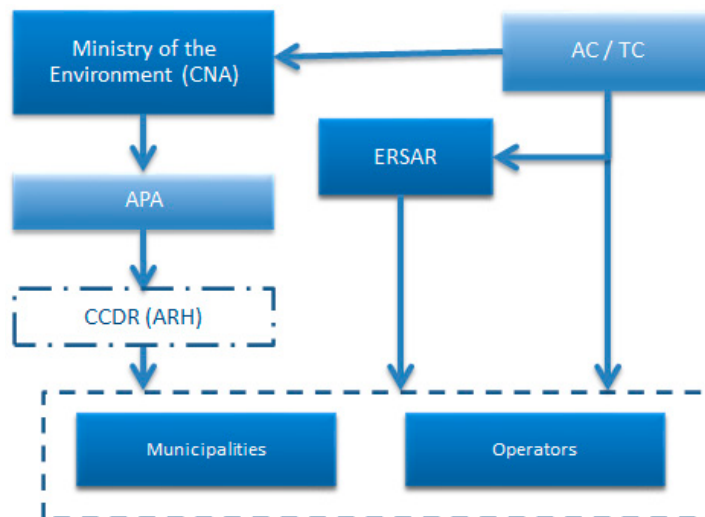 Ministry of the
Environment (CNA)
AC / TC
ERSAR
APA
CCDR (ARH)
Municipalities
Operators